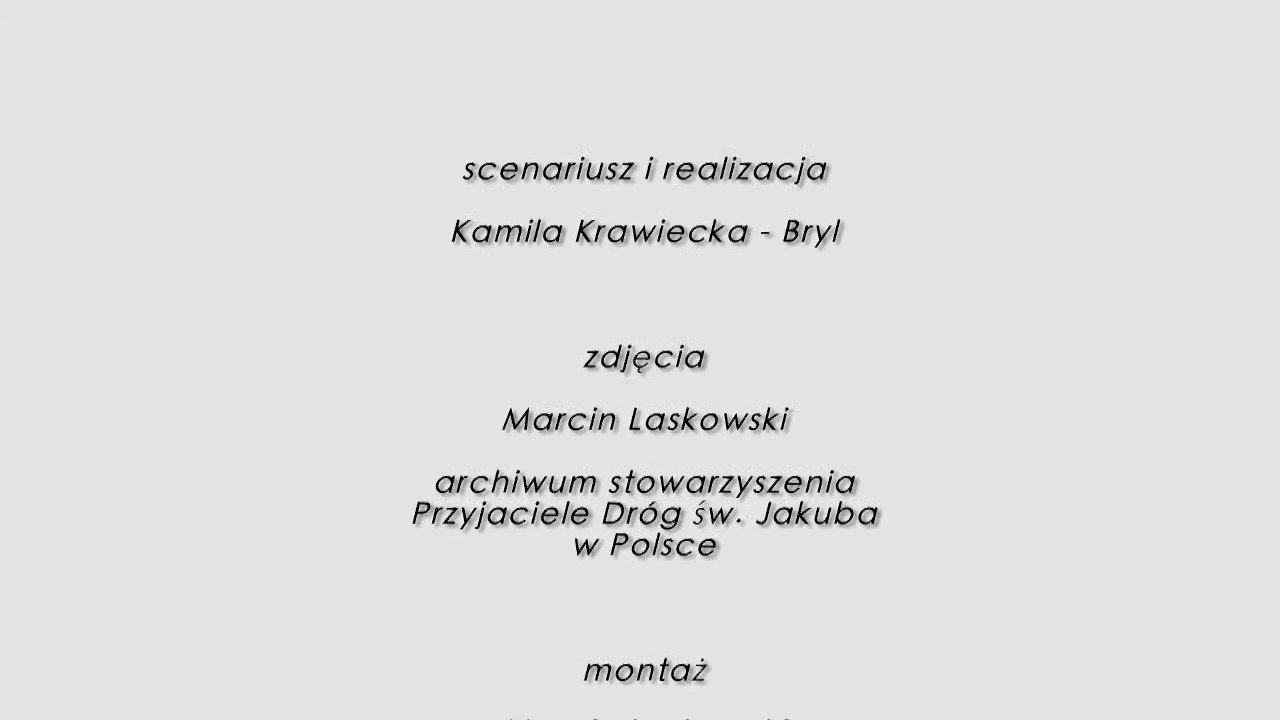 scenariusz i realizacja
Kamila Krawiecka - Bryl
zdjęcia
Marcin Laskowski
archiwum stowarzyszenia
Przyjaciele Dróg św. Jakuba
w Polsce
montaż